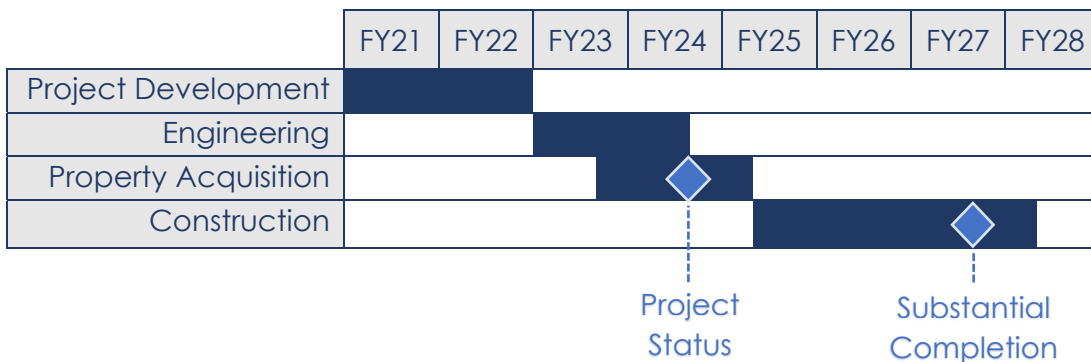 FY21 FY22 FY23 FY24 FY25 FY26 FY27 FY28
Project Development
Engineering
Property Acquisition
Construction
Project
Status
Substantial
Completion